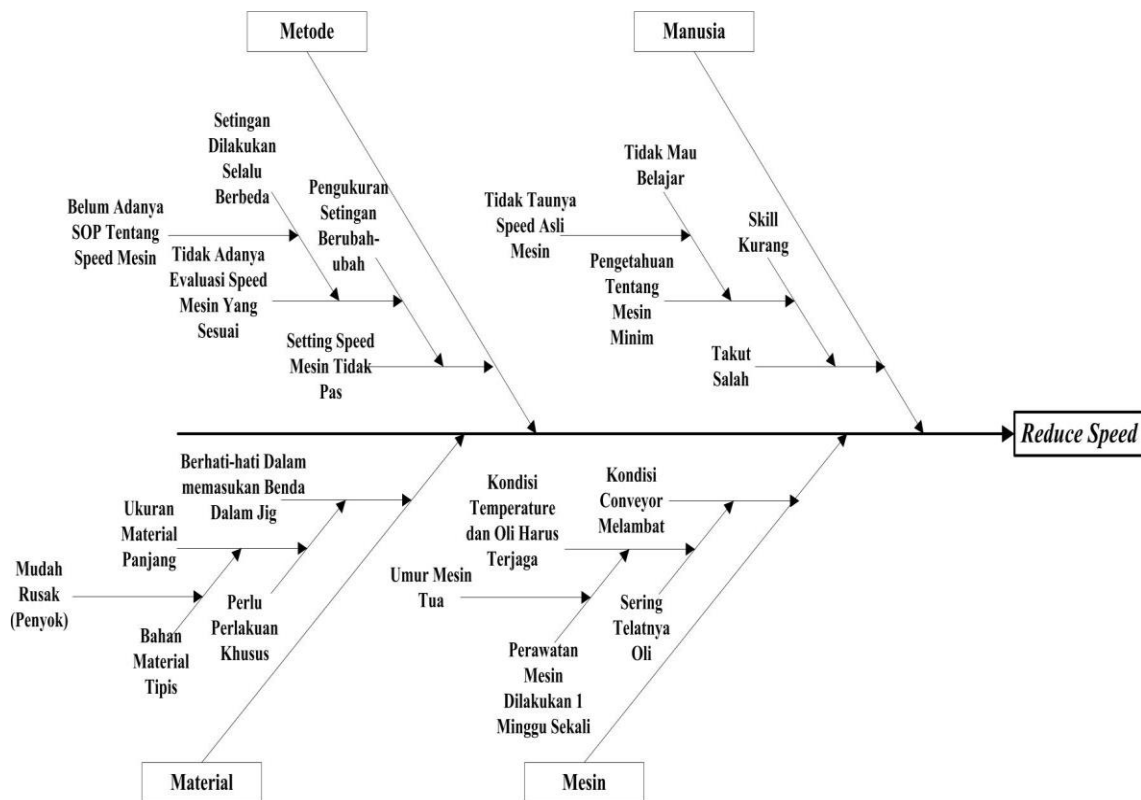 Metode
Manusia
Setingan
Dilakukan
Selalu
Berbeda
Belum Adanya
SOP Tentang
Speed Mesin
Pengukuran
Setingan
Berubah-
ubah
Tidak Adanya
Evaluasi Speed
Mesin Yang
Sesuai
Setting Speed
Mesin Tidak
Pas
Tidak Mau
Belajar
Tidak Taunya
Speed Asli
Mesin
Skill
Kurang
Pengetahuan
Tentang
Mesin
Minim
Takut
Salah
Reduce Speed
Berhati-hati Dalam
memasukan Benda
Dalam Jig
Ukuran
Material
Panjang
Mudah
Rusak
(Penyok)
Bahan
Material
Tipis
Perlu
Perlakuan
Khusus
Kondisi
Temperature
dan Oli Harus
Terjaga
Kondisi
Conveyor
Melambat
Umur Mesin
Tua
Sering
Telatnya
Oli
Perawatan
Mesin
Dilakukan 1
Minggu Sekali
Material
Mesin